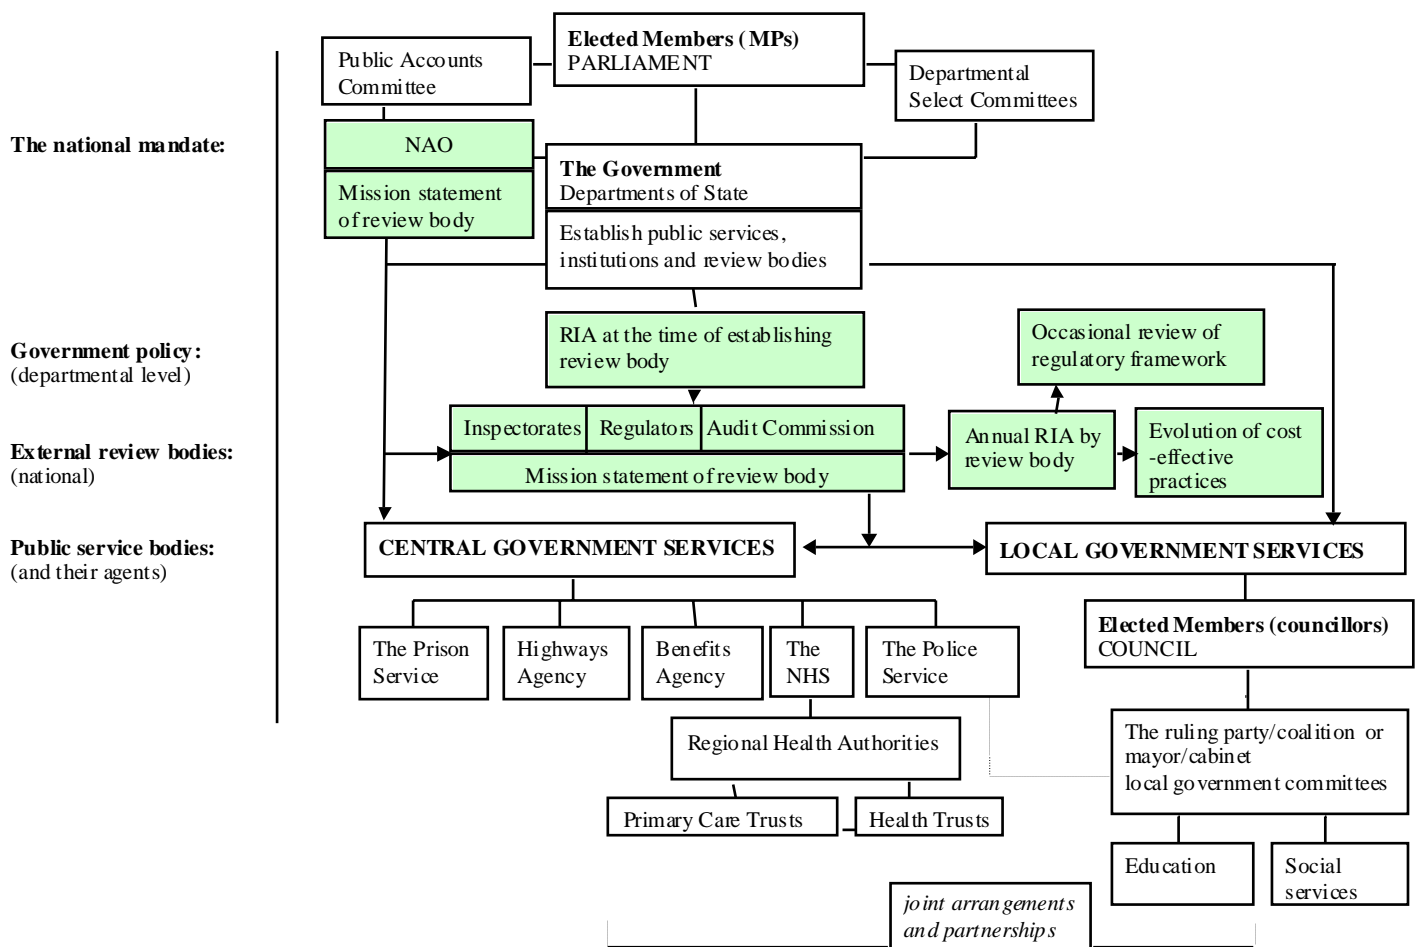 Elected Members (MPs)
PARLIAMENT
Public Accounts
Committee
Departmental
Select Committees
The national mandate:
NAO
Mission statement
of review body
The Government
Departments of State
Establish public services,
institutions and review bodies
Government policy:
(departmental level)
RIA at the time of establishing
review body
Occasional review of
regulatory framework
External review bodies:
(national)
Inspectorates
Regulators
Audit Commission
Mission statement of review body
Annual RIA by
review body
Evolution of cost
-effective
practices
Public service bodies:
(and their agents)
CENTRAL GOVERNMENT SERVICES
LOCAL GOVERNMENT SERVICES
The Prison
Service
Highways
Agency
Benefits
Agency
The
NHS
The Police
Service
Elected Members (councillors)
COUNCIL
Regional Health Authorities
The ruling party/coalition or
mayor/cabinet
local government committees
Primary Care Trusts
Health Trusts
Education
Social
services
joint arrangements
and partnerships